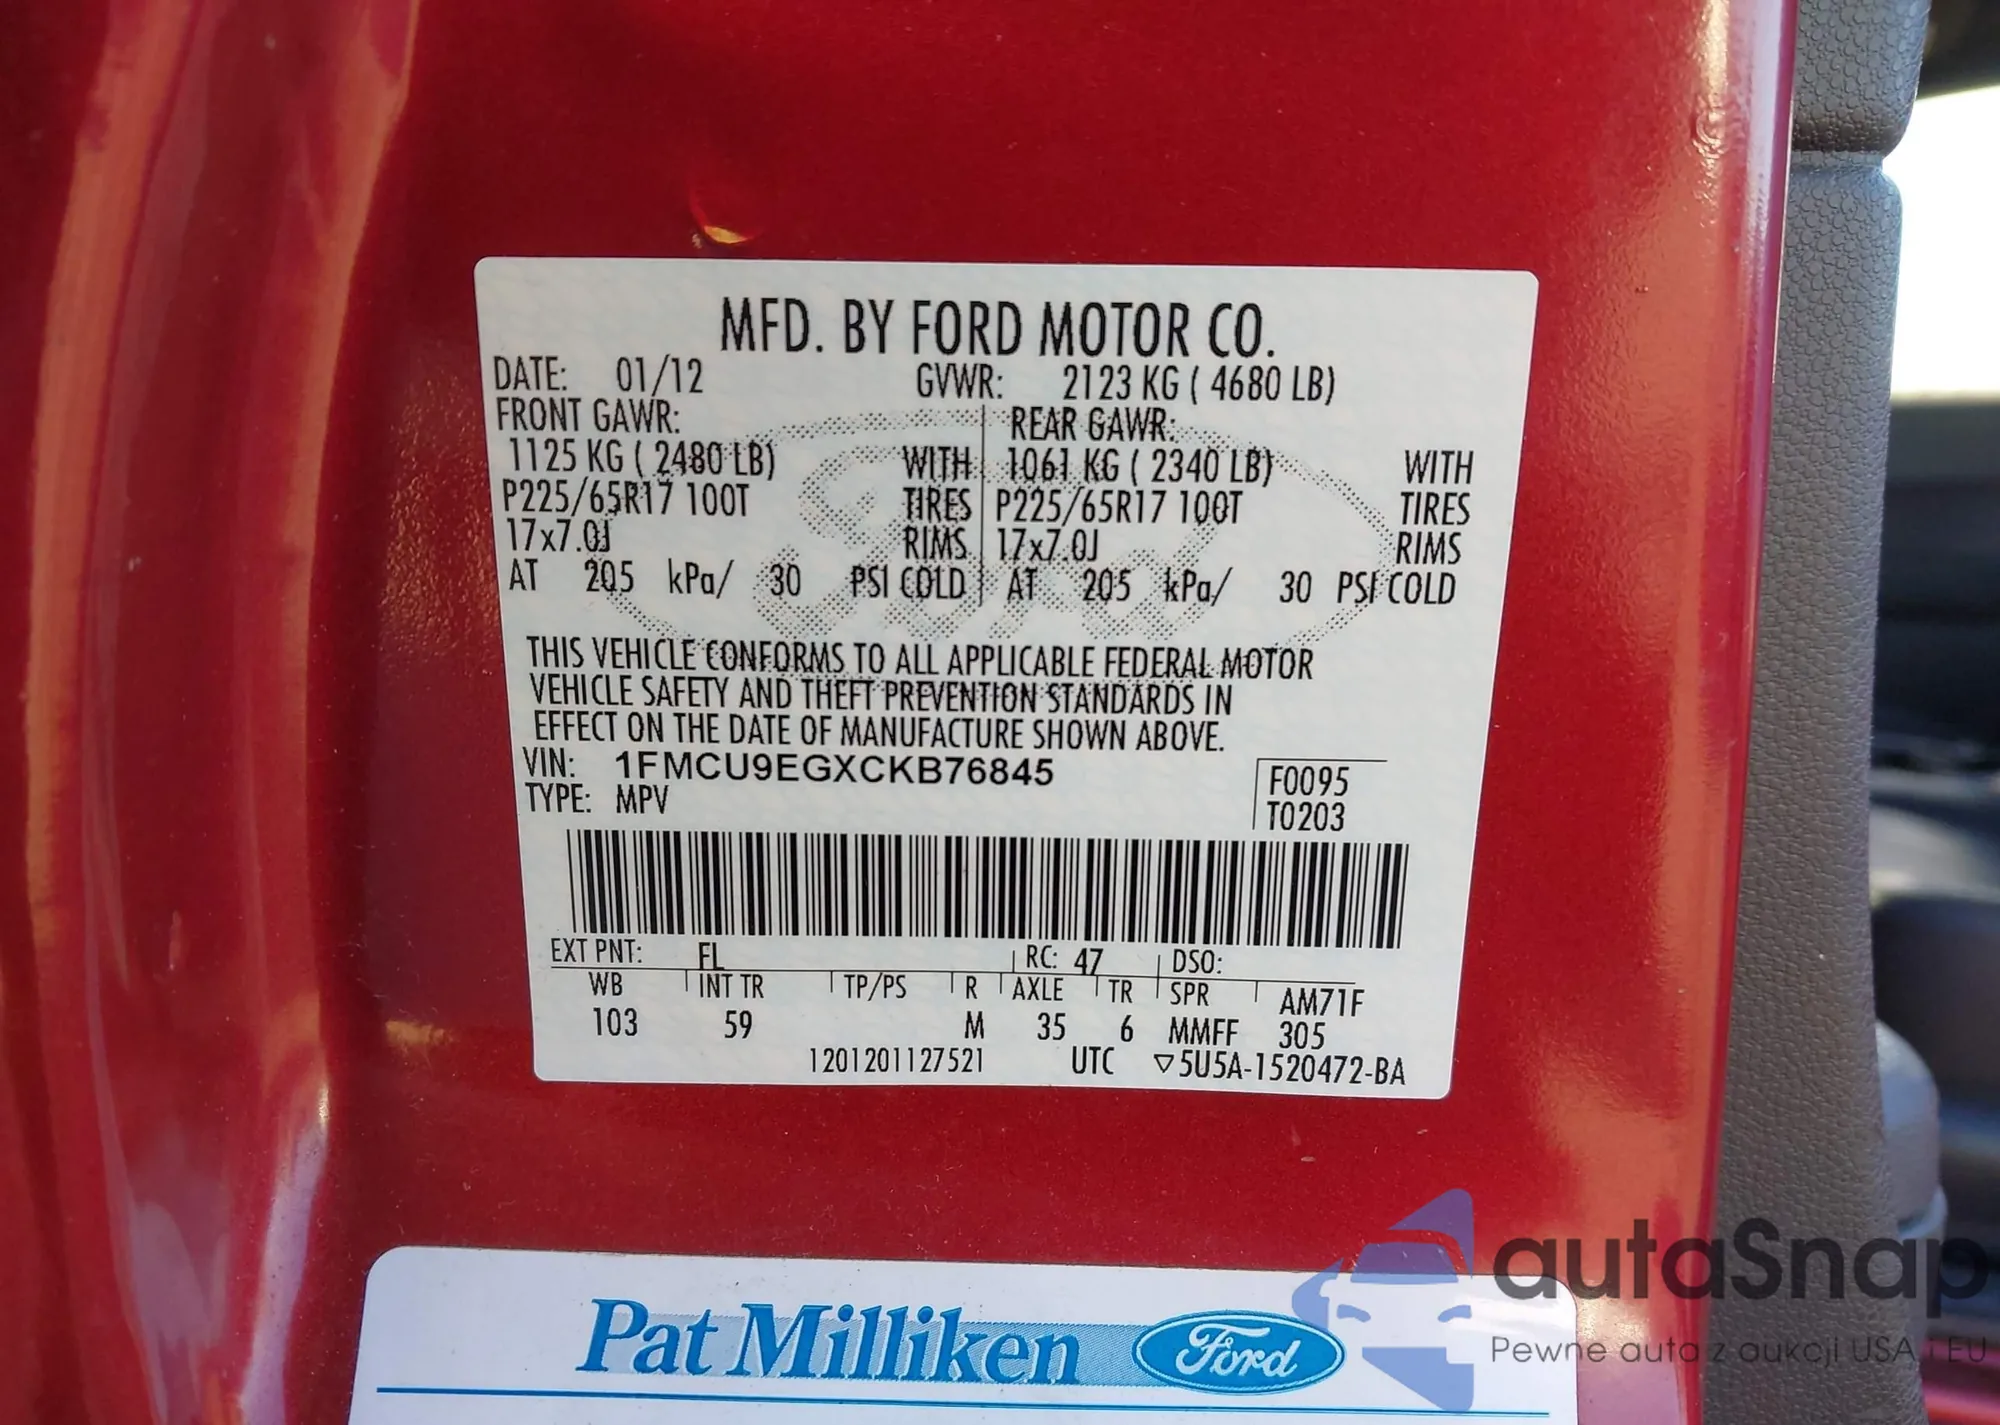 MFD. BY FORD MOTOR CO.
DATE: 01/12 GVWR: 2123 KG ( 4680 LB)
FRONT GAWR: REAR GAWR:
1125 KG ( 2480 LB) WITH 1061 KG ( 2340 LB) WITH
P225/65R17 100T TIRES P225/65R17 100T TIRES
17x7.0J RIMS 17x7.0J RIMS
AT 205 kPa/ 30 PSI COLD AT 205 kPa/ 30 PSI COLD
Ford
THIS VEHICLE CONFORMS TO ALL APPLICABLE FEDERAL MOTOR
VEHICLE SAFETY AND THEFT PREVENTION STANDARDS IN
EFFECT ON THE DATE OF MANUFACTURE SHOWN ABOVE.
VIN: 1FMCU9EGXCKB76845 F0095
TYPE: MPV T0203
EXT PNT: FL RC: 47 DSO:
WB INT TR TP/PS R AXLE TR SPR AM71F
103 59 M 35 6 MMFF 305
1201201127521 UTC ▽5U5A-1520472-BA
Pat Milliken Ford
autaSnap
Pewne auta z aukcji USA i EU